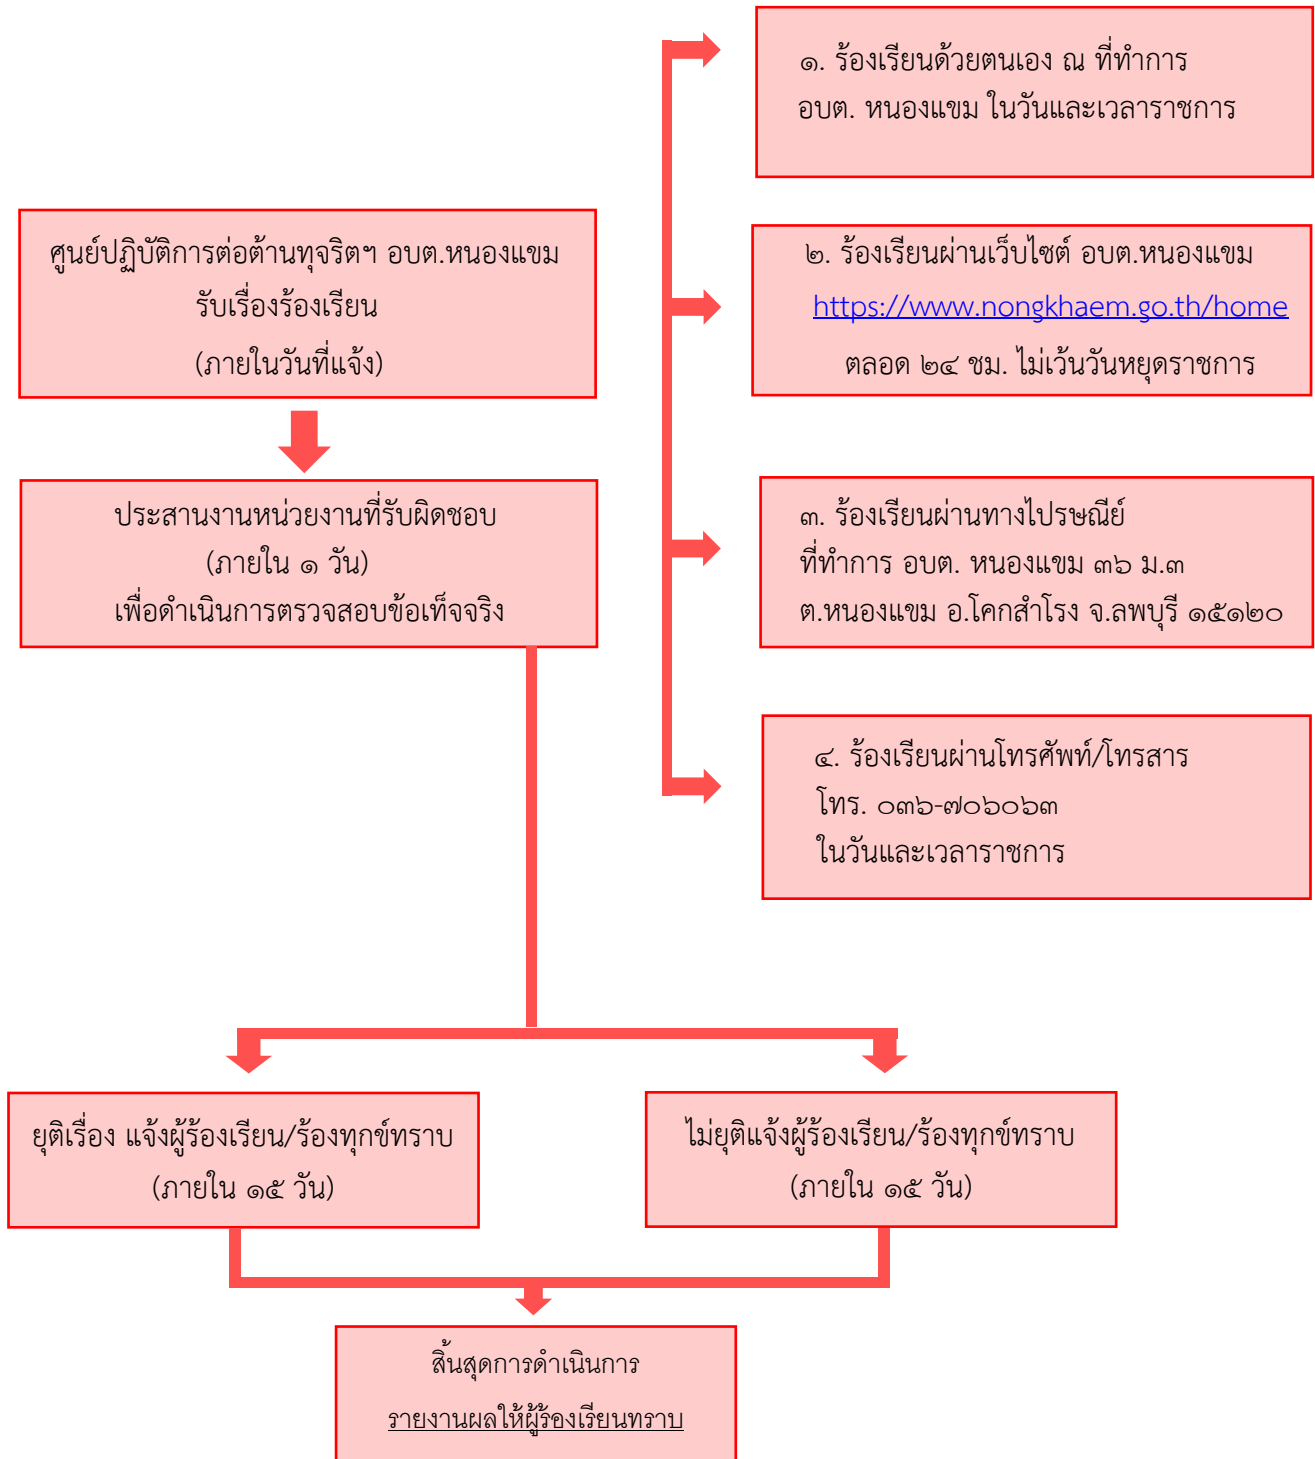 ๑. ร้องเรียนด้วยตนเอง ณ ที่ทำการ
อบต. หนองแขม ในวันและเวลาราชการ
ศูนย์ปฏิบัติการต่อต้านทุจริตฯ อบต.หนองแขม
รับเรื่องร้องเรียน
(ภายในวันที่แจ้ง)
๒. ร้องเรียนผ่านเว็บไซต์ อบต.หนองแขม
https://www.nongkhaem.go.th/home
ตลอด ๒๔ ชม. ไม่เว้นวันหยุดราชการ
ประสานงานหน่วยงานที่รับผิดชอบ
(ภายใน ๑ วัน)
เพื่อดำเนินการตรวจสอบข้อเท็จจริง
๓. ร้องเรียนผ่านทางไปรษณีย์
ที่ทำการ อบต. หนองแขม ๓๖ ม.๓
ต.หนองแขม อ.โคกสำโรง จ.ลพบุรี ๑๕๑๒๐
๔. ร้องเรียนผ่านโทรศัพท์/โทรสาร
โทร. ๐๓๖-๗๐๖๐๖๓
ในวันและเวลาราชการ
ยุติเรื่อง แจ้งผู้ร้องเรียน/ร้องทุกข์ทราบ
(ภายใน ๑๕ วัน)
ไม่ยุติแจ้งผู้ร้องเรียน/ร้องทุกข์ทราบ
(ภายใน ๑๕ วัน)
สิ้นสุดการดำเนินการ
รายงานผลให้ผู้ร้องเรียนทราบ